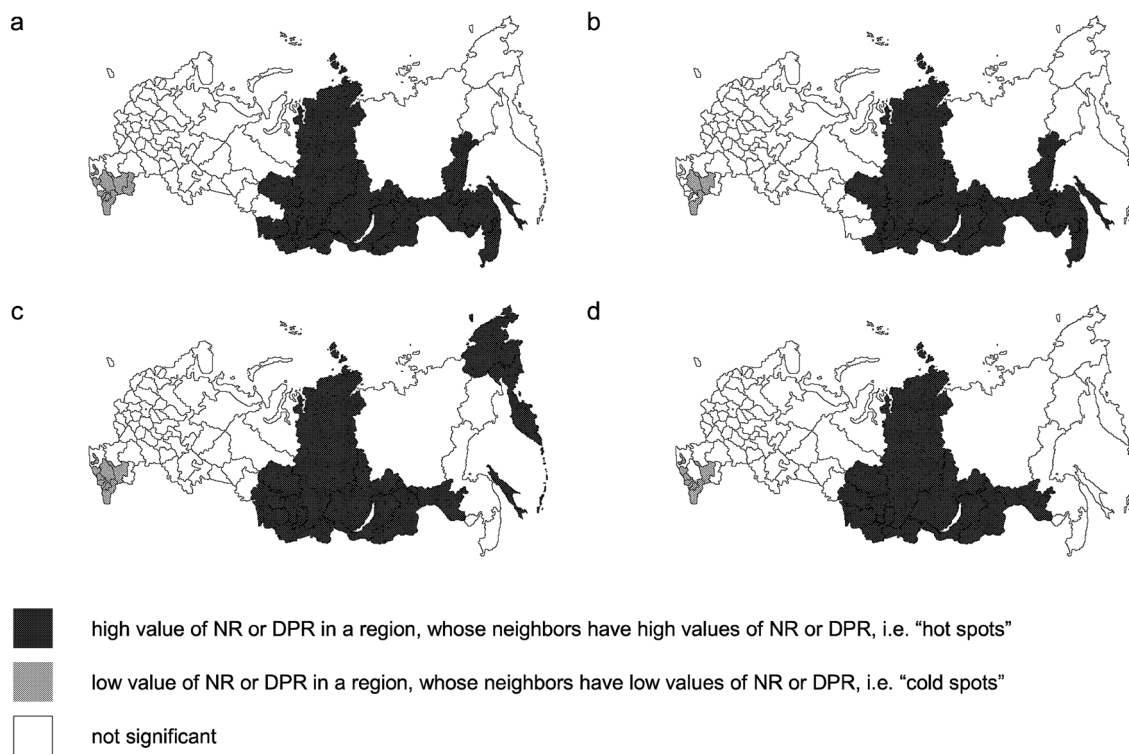 a
b
c
d
high value of NR or DPR in a region, whose neighbors have high values of NR or DPR, i.e. “hot spots”
low value of NR or DPR in a region, whose neighbors have low values of NR or DPR, i.e. “cold spots”
not significant